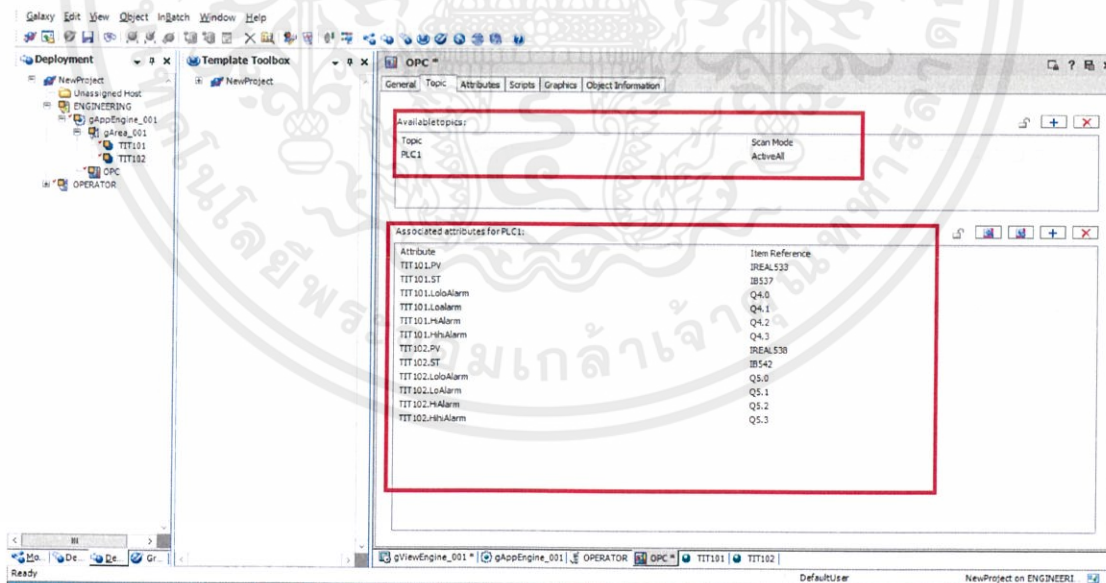 Galaxy Edit View Object InBatch Window Help
Deployment
NewProject
Unassigned Host
ENGINEERING
gAppEngine_001
gArea_001
TIT101
TIT102
OPC
OPERATOR
Template Toolbox
NewProject
OPC *
General Topic Attributes Scripts Graphics Object Information
Available topics:
Topic Scan Mode
PLC1 ActiveAll
Associated attributes for PLC1:
Attribute Item Reference
TIT101.PV IREAL533
TIT101.ST IB537
TIT101.LoloAlarm Q4.0
TIT101.Loalarm Q4.1
TIT101.HiAlarm Q4.2
TIT101.HihiAlarm Q4.3
TIT102.PV IREAL538
TIT102.ST IB542
TIT102.LoloAlarm Q5.0
TIT102.LoAlarm Q5.1
TIT102.HiAlarm Q5.2
TIT102.HihiAlarm Q5.3
Mo... De... De... Gr...
gViewEngine_001 * gAppEngine_001 OPERATOR OPC * TIT101 TIT102
Ready DefaultUser NewProject on ENGINEERI...